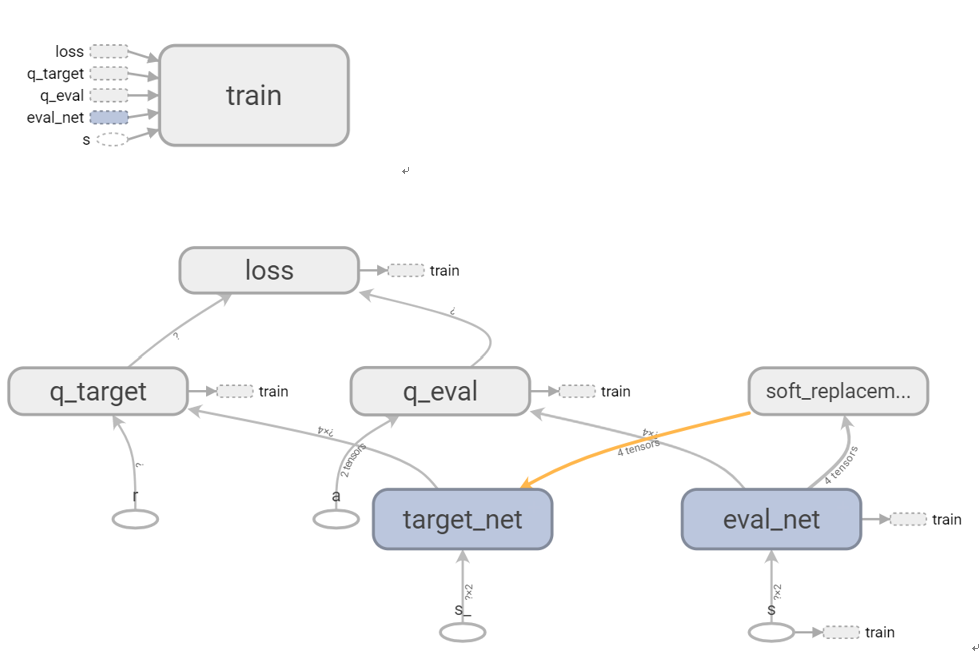 loss
q_target
q_eval
eval_net
s
train
loss
train
?
?
q_target
train
q_eval
train
soft_replacem...
?
?×4
2 tensors
?×4
4 tensors
4 tensors
r
a
target_net
eval_net
train
?×2
?×2
s_
s
train